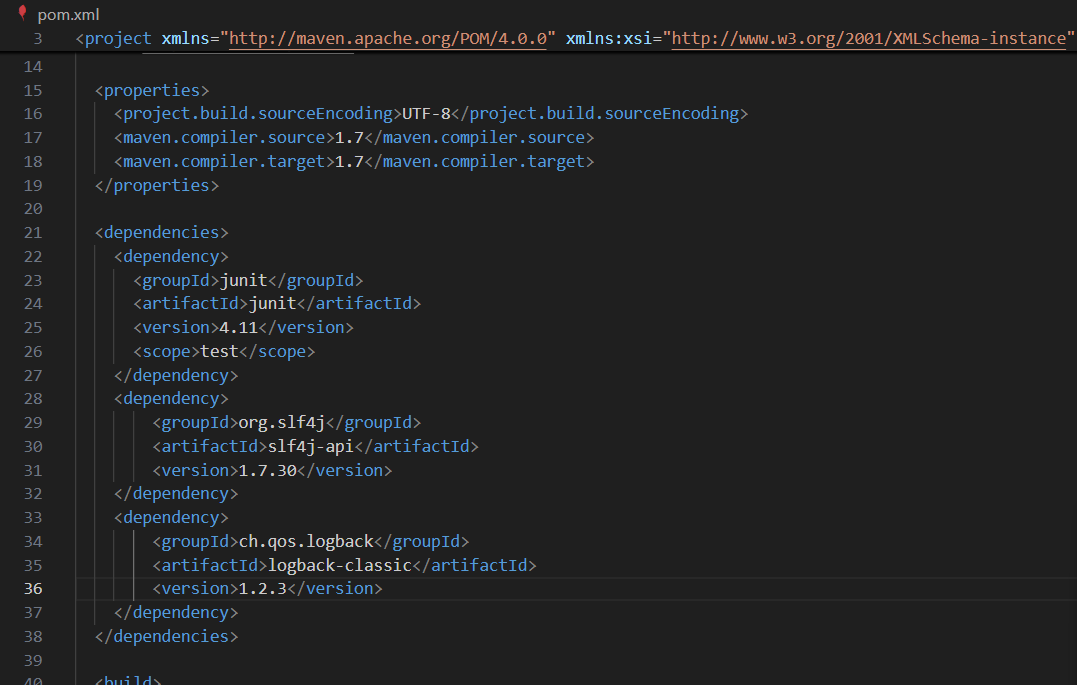 pom.xml
3 <project xmlns="http://maven.apache.org/POM/4.0.0" xmlns:xsi="http://www.w3.org/2001/XMLSchema-instance"
14
15 <properties>
16 <project.build.sourceEncoding>UTF-8</project.build.sourceEncoding>
17 <maven.compiler.source>1.7</maven.compiler.source>
18 <maven.compiler.target>1.7</maven.compiler.target>
19 </properties>
20
21 <dependencies>
22 <dependency>
23 <groupId>junit</groupId>
24 <artifactId>junit</artifactId>
25 <version>4.11</version>
26 <scope>test</scope>
27 </dependency>
28 <dependency>
29 <groupId>org.slf4j</groupId>
30 <artifactId>slf4j-api</artifactId>
31 <version>1.7.30</version>
32 </dependency>
33 <dependency>
34 <groupId>ch.qos.logback</groupId>
35 <artifactId>logback-classic</artifactId>
36 <version>1.2.3</version>
37 </dependency>
38 </dependencies>
39
40 <build>